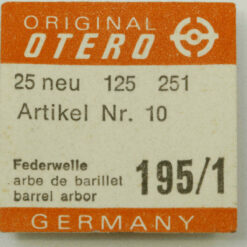 ORIGINAL
OTERO
25 neu 125 251
Artikel Nr. 10
Federwelle
arbe de barillet
barrel arbor
195/1
GERMANY